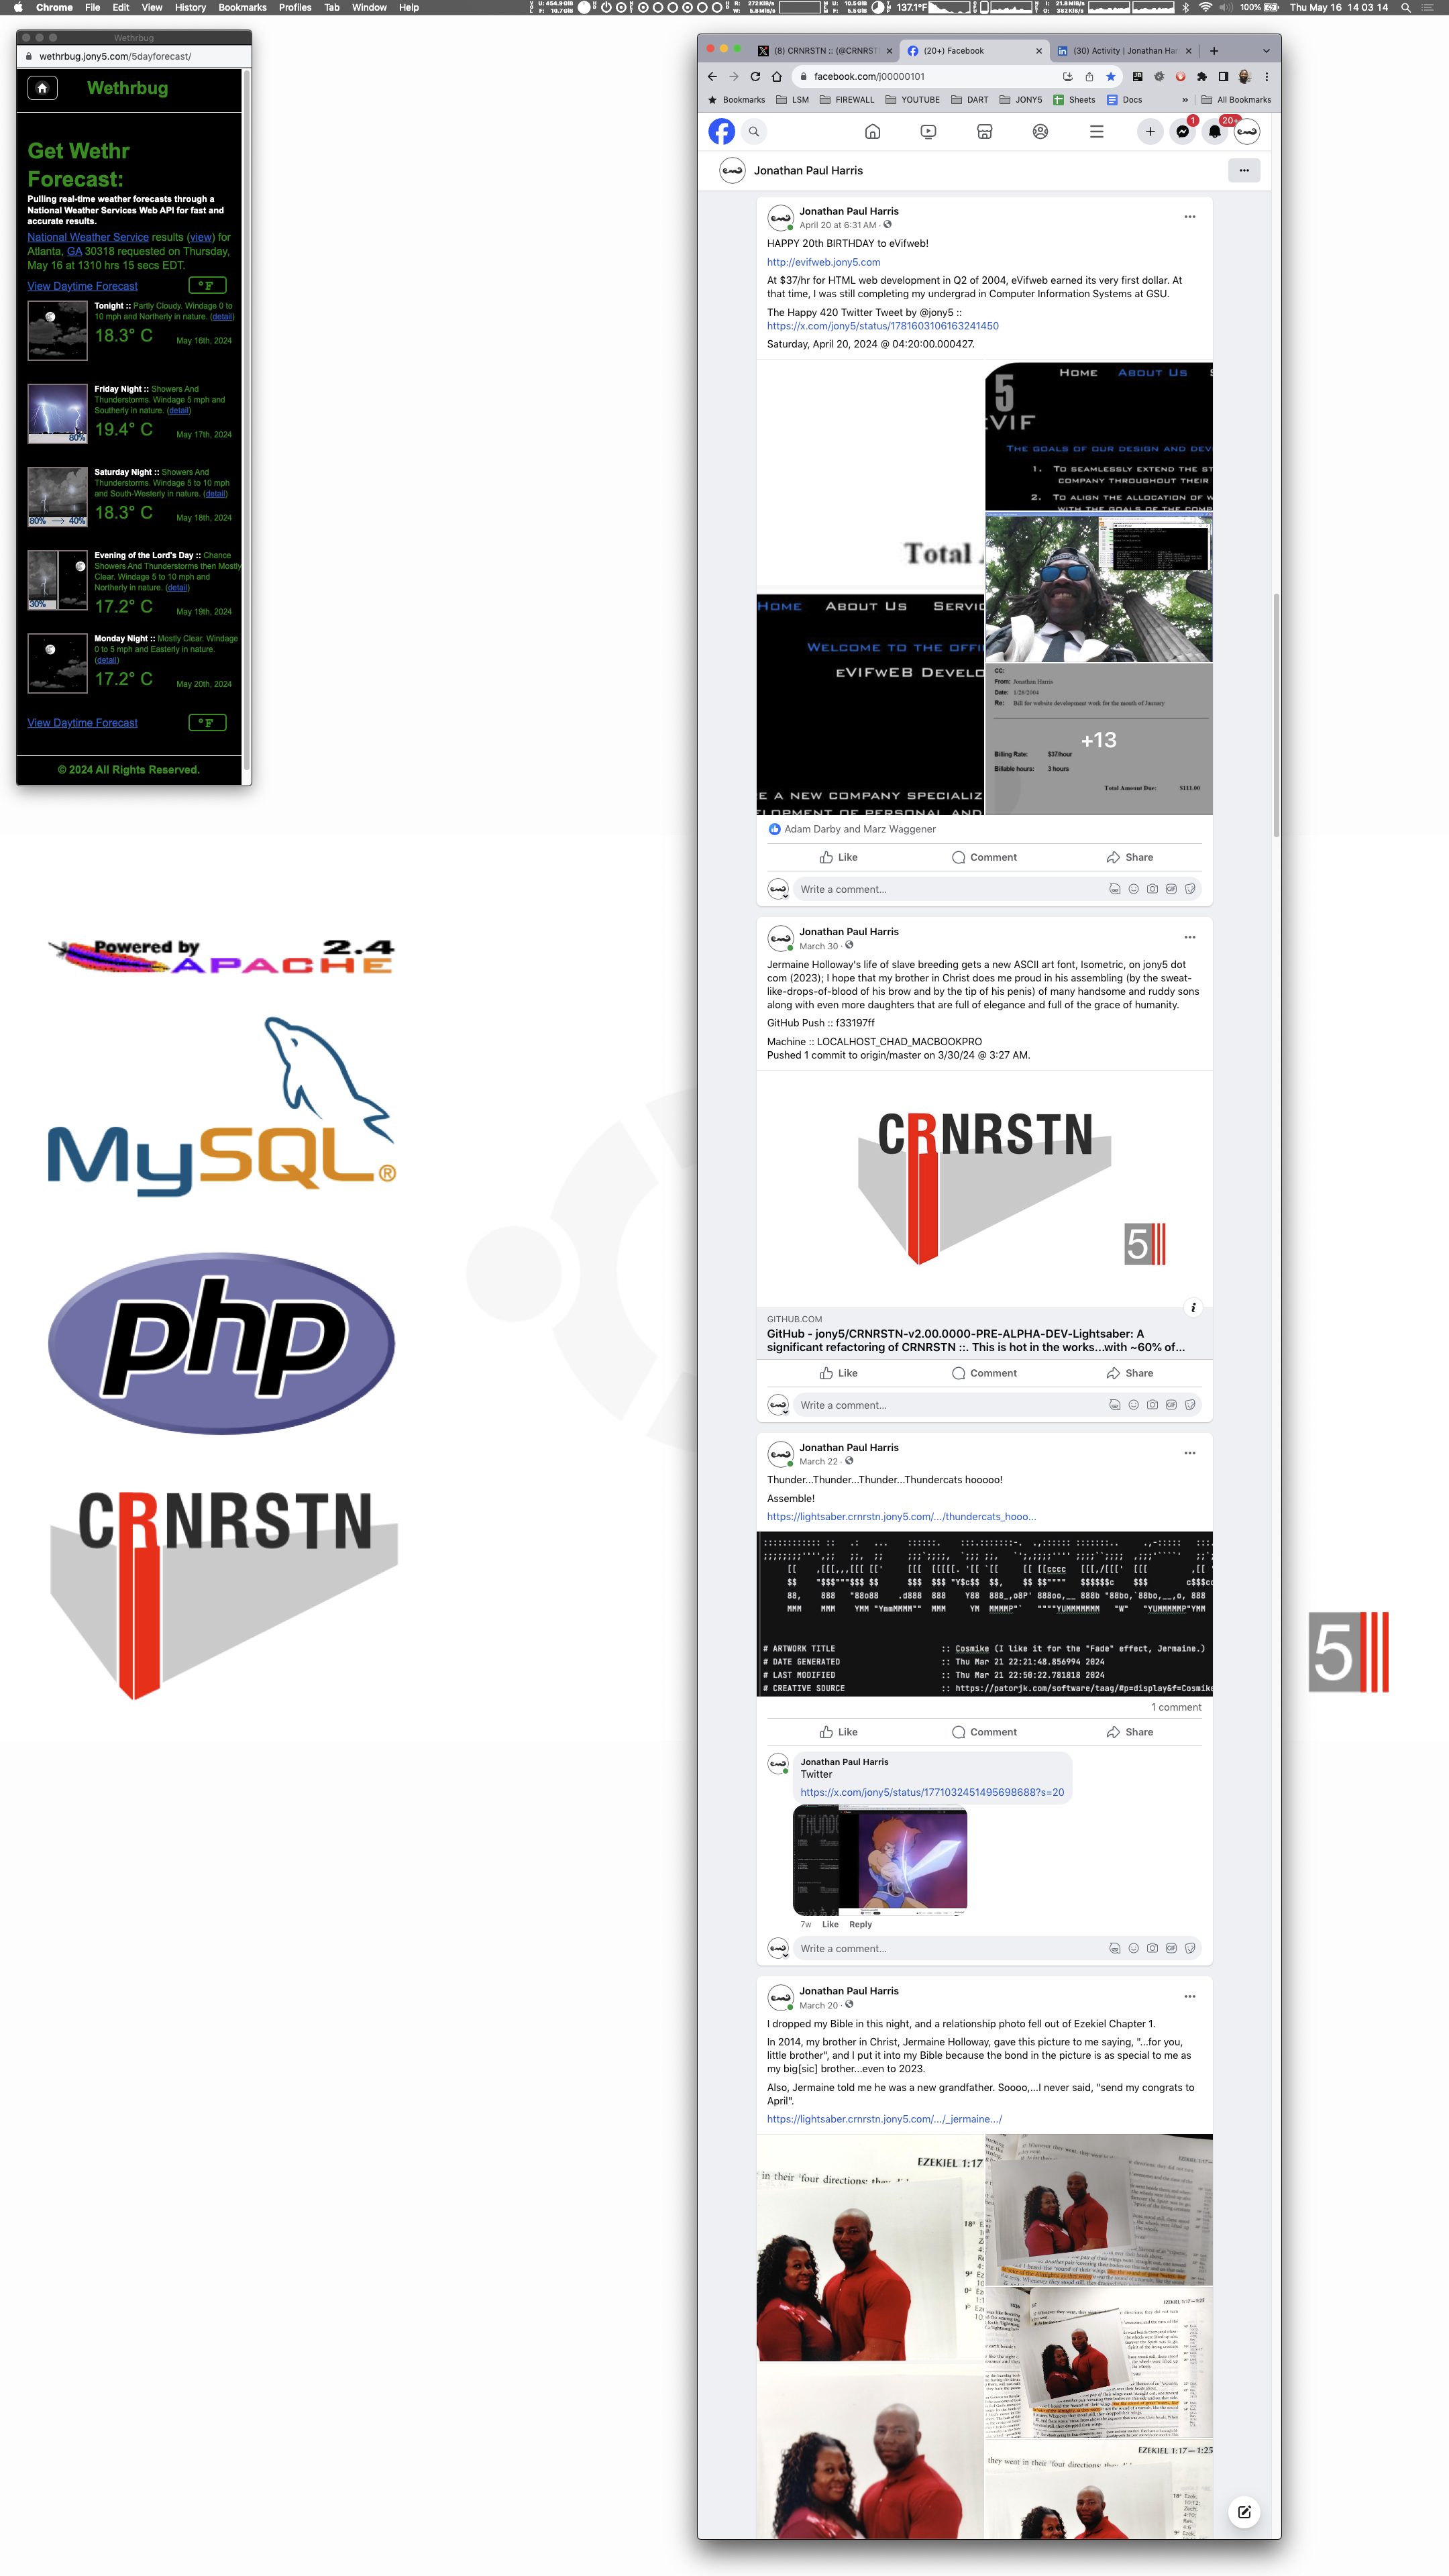 Chrome File Edit View History Bookmarks Profiles Tab Window Help
137.1°F
100%
Thu May 16 14 03 14
Wethrbug
wethrbug.jony5.com/5dayforecast/
Wethrbug
Get Wethr
Forecast:
Pulling real-time weather forecasts through a
National Weather Services Web API for fast and
accurate results.
National Weather Service results (view) for
Atlanta, GA 30318 requested on Thursday,
May 16 at 1310 hrs 15 secs EDT.
View Daytime Forecast °F
Tonight :: Partly Cloudy. Windage 0 to
10 mph and Northerly in nature. (detail)
18.3° C May 16th, 2024
Friday Night :: Showers And
Thunderstorms. Windage 5 mph and
Southerly in nature. (detail)
80%
19.4° C May 17th, 2024
Saturday Night :: Showers And
Thunderstorms. Windage 5 to 10 mph
and South-Westerly in nature. (detail)
80% → 40%
18.3° C May 18th, 2024
Evening of the Lord's Day :: Chance
Showers And Thunderstorms then Mostly
Clear. Windage 5 to 10 mph and
Northerly in nature. (detail)
30%
17.2° C May 19th, 2024
Monday Night :: Mostly Clear. Windage
0 to 5 mph and Easterly in nature.
(detail)
17.2° C May 20th, 2024
View Daytime Forecast °F
© 2024 All Rights Reserved.
Powered by 2.4
APACHE
MySQL®
php
CRNRSTN
5
(8) CRNRSTN :: (@CRNRST
(20+) Facebook
(30) Activity | Jonathan Har
facebook.com/j00000101
Bookmarks LSM FIREWALL YOUTUBE DART JONY5 Sheets Docs » All Bookmarks
1
20+
Jonathan Paul Harris
Jonathan Paul Harris
April 20 at 6:31 AM ·
HAPPY 20th BIRTHDAY to eVifweb!
http://evifweb.jony5.com
At $37/hr for HTML web development in Q2 of 2004, eVifweb earned its very first dollar. At
that time, I was still completing my undergrad in Computer Information Systems at GSU.
The Happy 420 Twitter Tweet by @jony5 ::
https://x.com/jony5/status/1781603106163241450
Saturday, April 20, 2024 @ 04:20:00.000427.
Total
5
eVIF
Home About Us S
The goals of our design and dev
1. To seamlessly extend the st
company throughout their
2. To align the allocation of w
with the goals of the comp
Home About Us Servic
Welcome to the offi
eVIFwEB Develo
e a new company specializ
elopment of personal and
CC:
From: Jonathan Harris
Date: 1/28/2004
Re: Bill for website development work for the month of January
+13
Billing Rate: $37/hour
Billable hours: 3 hours
Total Amount Due: $111.00
Adam Darby and Marz Waggener
Like Comment Share
Write a comment...
Jonathan Paul Harris
March 30 ·
Jermaine Holloway's life of slave breeding gets a new ASCII art font, Isometric, on jony5 dot
com (2023); I hope that my brother in Christ does me proud in his assembling (by the sweat-
like-drops-of-blood of his brow and by the tip of his penis) of many handsome and ruddy sons
along with even more daughters that are full of elegance and full of the grace of humanity.
GitHub Push :: f33197ff
Machine :: LOCALHOST_CHAD_MACBOOKPRO
Pushed 1 commit to origin/master on 3/30/24 @ 3:27 AM.
CRNRSTN
5
GITHUB.COM
GitHub - jony5/CRNRSTN-v2.00.0000-PRE-ALPHA-DEV-Lightsaber: A
significant refactoring of CRNRSTN ::. This is hot in the works...with ~60% of...
Like Comment Share
Write a comment...
Jonathan Paul Harris
March 22 ·
Thunder...Thunder...Thunder...Thundercats hooooo!
Assemble!
https://lightsaber.crnrstn.jony5.com/.../thundercats_hooo...
# ARTWORK TITLE :: Cosmike (I like it for the "Fade" effect, Jermaine.)
# DATE GENERATED :: Thu Mar 21 22:21:48.856994 2024
# LAST MODIFIED :: Thu Mar 21 22:50:22.781818 2024
# CREATIVE SOURCE :: https://patorjk.com/software/taag/#p=display&f=Cosmike
1 comment
Like Comment Share
Jonathan Paul Harris
Twitter
https://x.com/jony5/status/1771032451495698688?s=20
7w Like Reply
Write a comment...
Jonathan Paul Harris
March 20 ·
I dropped my Bible in this night, and a relationship photo fell out of Ezekiel Chapter 1.
In 2014, my brother in Christ, Jermaine Holloway, gave this picture to me saying, "...for you,
little brother", and I put it into my Bible because the bond in the picture is as special to me as
my big[sic] brother...even to 2023.
Also, Jermaine told me he was a new grandfather. Soooo,...I never said, "send my congrats to
April".
https://lightsaber.crnrstn.jony5.com/.../_jermaine.../
EZEKIEL 1:17
in their four directions; they
EZEKIEL 1:17—1:25
EZEKIEL 1:17—1:25
they went in their four directions;
5